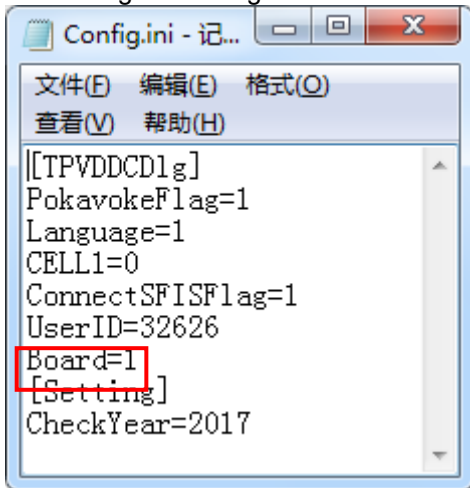 Config.ini - 记...
文件(F) 编辑(E) 格式(O)
查看(V) 帮助(H)
[TPVDDCDlg]
PokavokeFlag=1
Language=1
CELL1=0
ConnectSFISFlag=1
UserID=32626
Board=1
[Setting]
CheckYear=2017